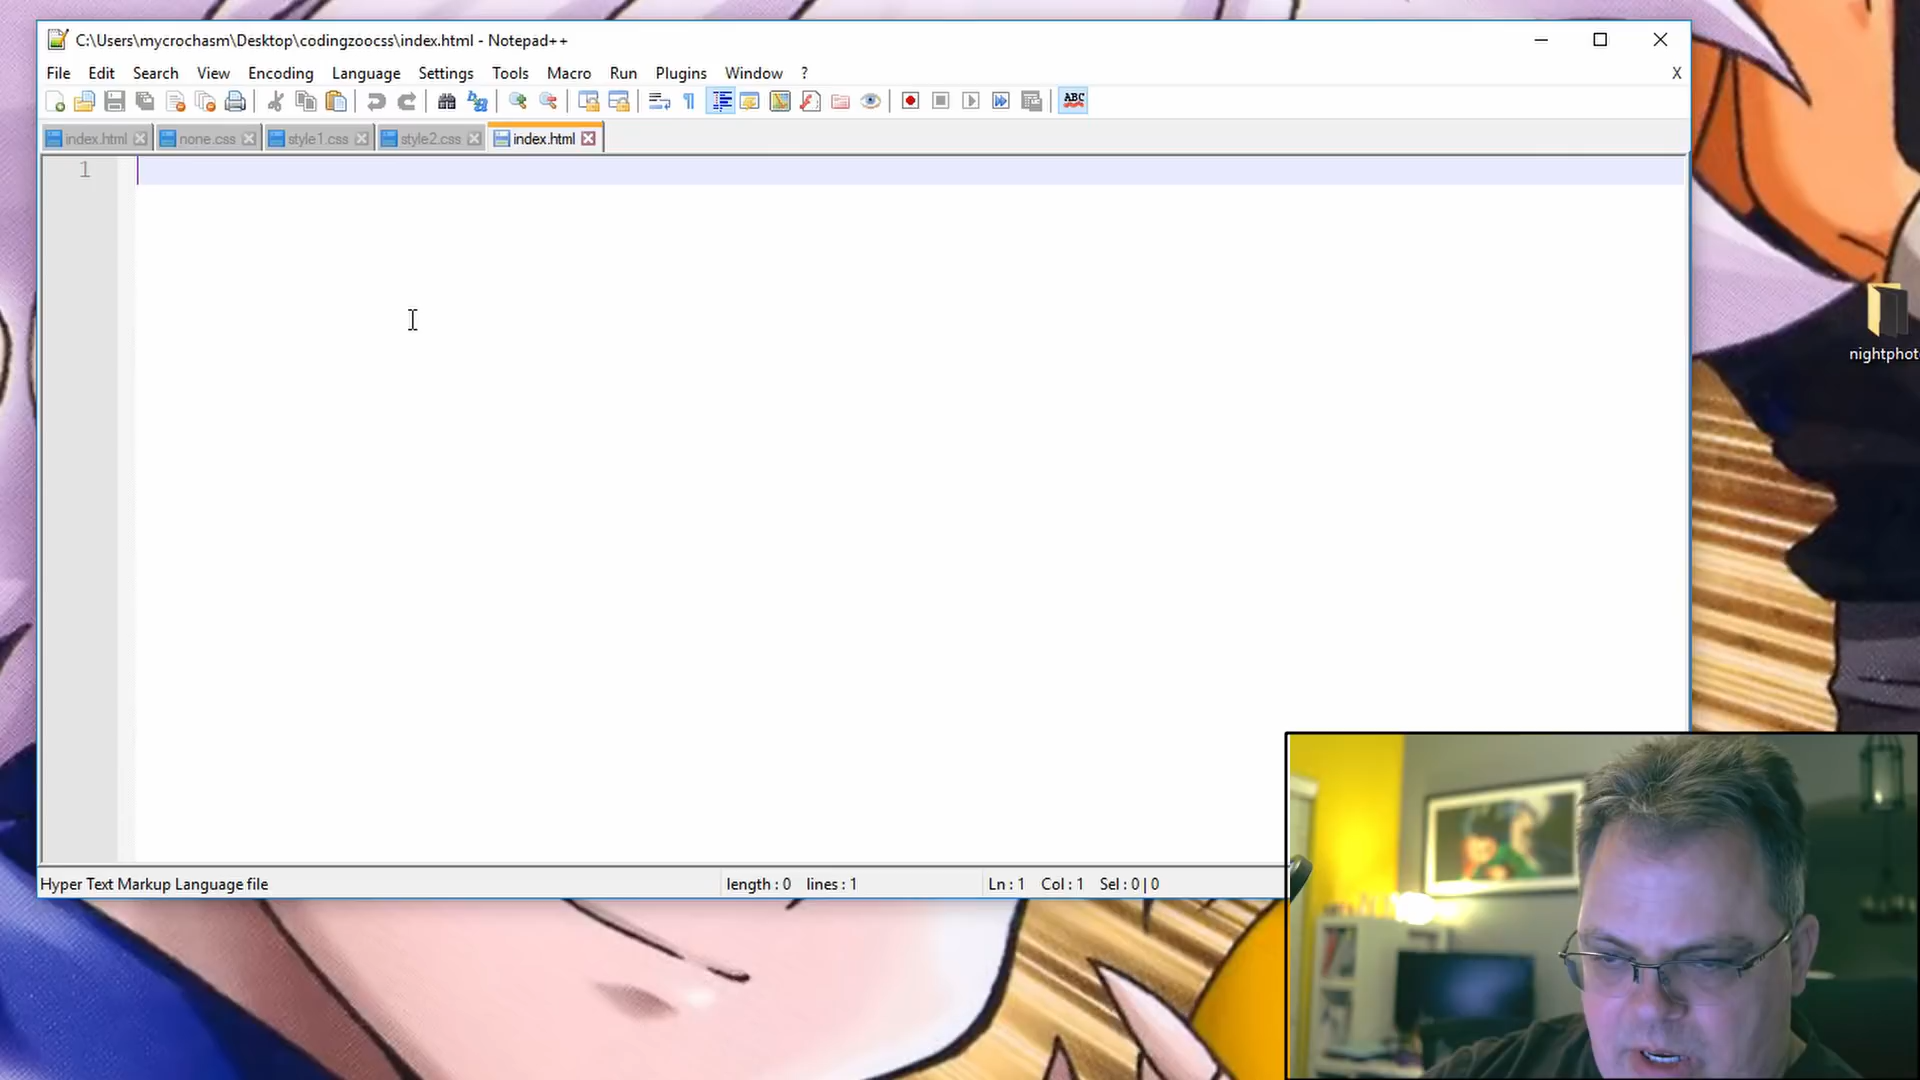 C:\Users\mycrochasm\Desktop\codingzoocss\index.html - Notepad++
File Edit Search View Encoding Language Settings Tools Macro Run Plugins Window ? X
ABC
index.html none.css style1.css style2.css index.html
1
nightphot
Hyper Text Markup Language file length : 0 lines : 1 Ln : 1 Col : 1 Sel : 0 | 0